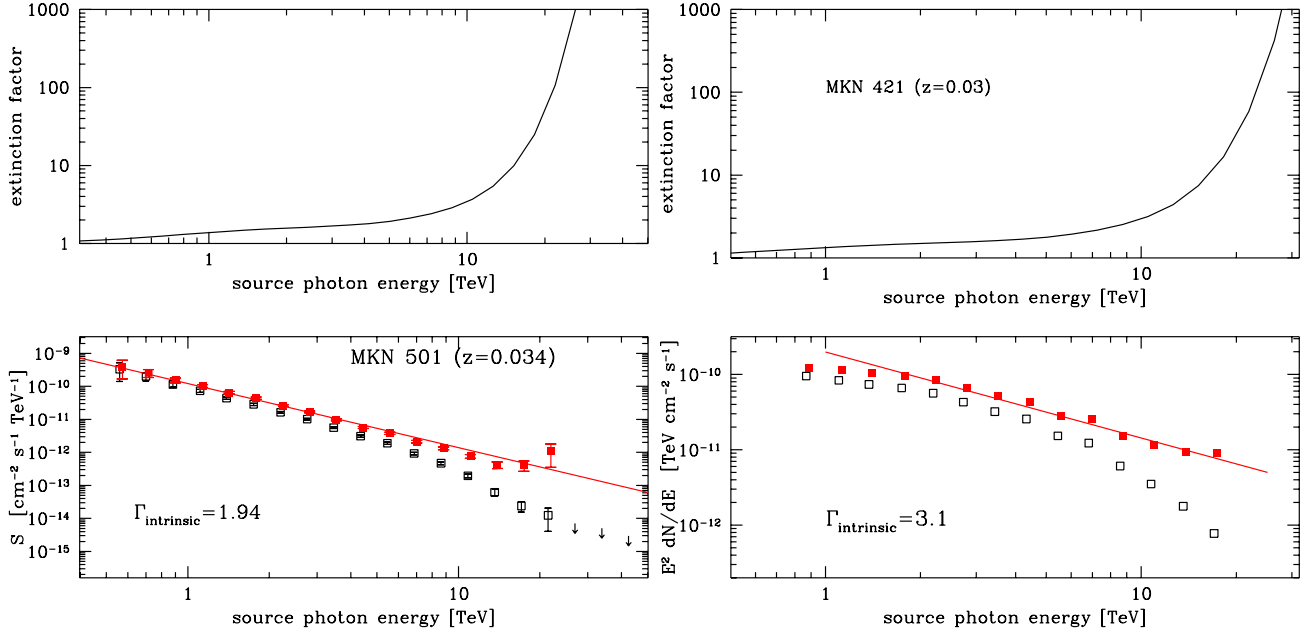 1000
100
10
1
extinction factor
1
10
source photon energy [TeV]
1000
100
10
1
extinction factor
MKN 421 (z=0.03)
1
10
source photon energy [TeV]
10⁻⁹
10⁻¹⁰
10⁻¹¹
10⁻¹²
10⁻¹³
10⁻¹⁴
10⁻¹⁵
S [cm⁻² s⁻¹ TeV⁻¹]
MKN 501 (z=0.034)
Γintrinsic=1.94
1
10
source photon energy [TeV]
10⁻¹⁰
10⁻¹¹
10⁻¹²
E² dN/dE [TeV cm⁻² s⁻¹]
Γintrinsic=3.1
1
10
source photon energy [TeV]